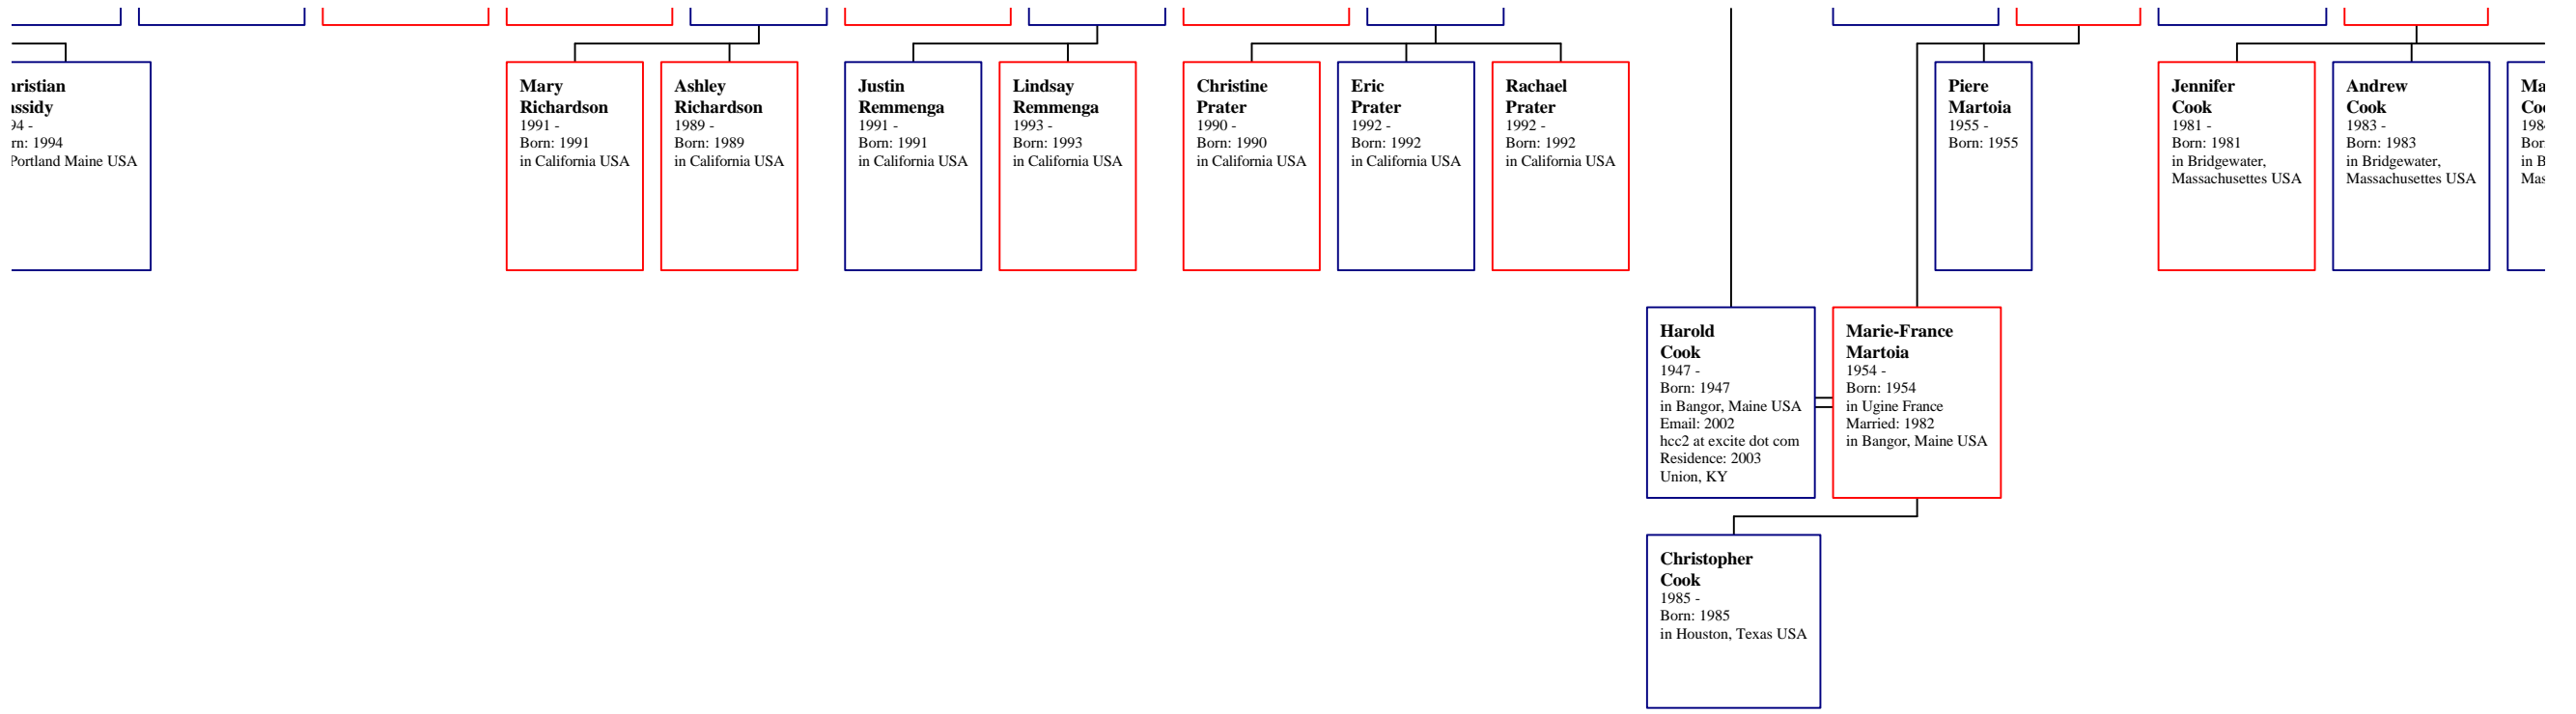 Portland Maine USA
Mary
Richardson
1991 -
Born: 1991
in California USA
Ashley
Richardson
1989 -
Born: 1989
in California USA
Justin
Remmenga
1991 -
Born: 1991
in California USA
Lindsay
Remmenga
1993 -
Born: 1993
in California USA
Christine
Prater
1990 -
Born: 1990
in California USA
Eric
Prater
1992 -
Born: 1992
in California USA
Rachael
Prater
1992 -
Born: 1992
in California USA
Piere
Martoia
1955 -
Born: 1955
Jennifer
Cook
1981 -
Born: 1981
in Bridgewater,
Massachusettes USA
Andrew
Cook
1983 -
Born: 1983
in Bridgewater,
Massachusettes USA
Harold
Cook
1947 -
Born: 1947
in Bangor, Maine USA
Email: 2002
hcc2 at excite dot com
Residence: 2003
Union, KY
Marie-France
Martoia
1954 -
Born: 1954
in Ugine France
Married: 1982
in Bangor, Maine USA
Christopher
Cook
1985 -
Born: 1985
in Houston, Texas USA